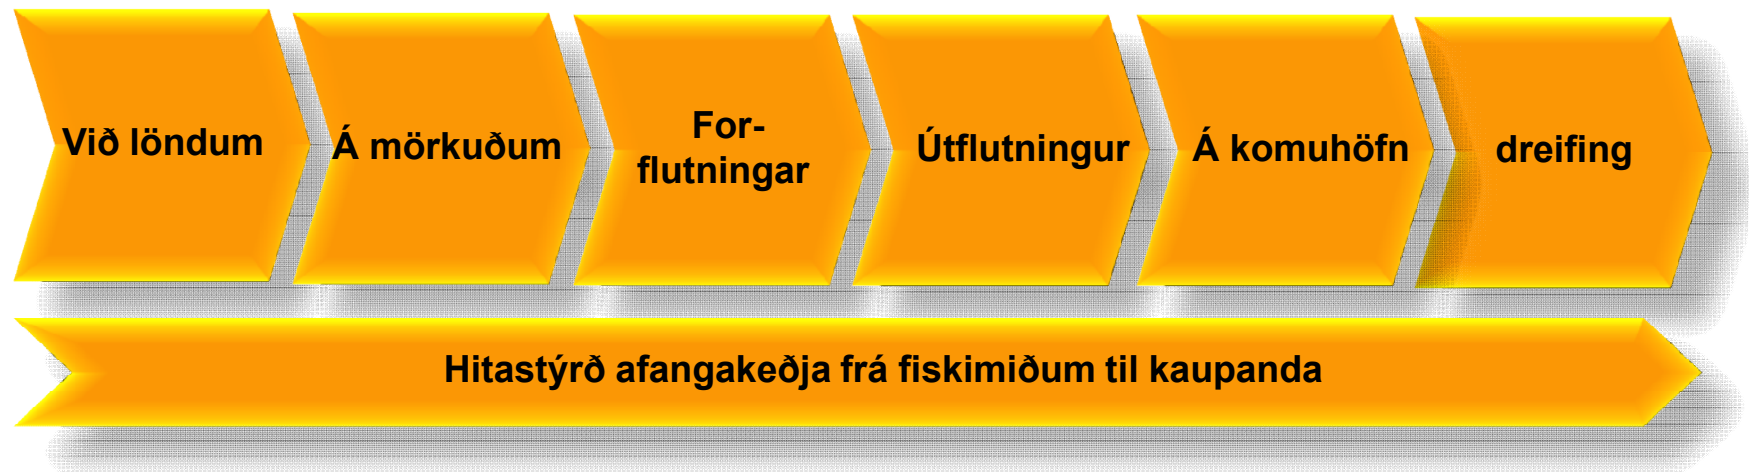 Við löndum
Á mörkuðum
For-
flutningar
Útflutningur
Á komuhöfn
dreifing
Hitastýrð afangakeðja frá fiskimiðum til kaupanda